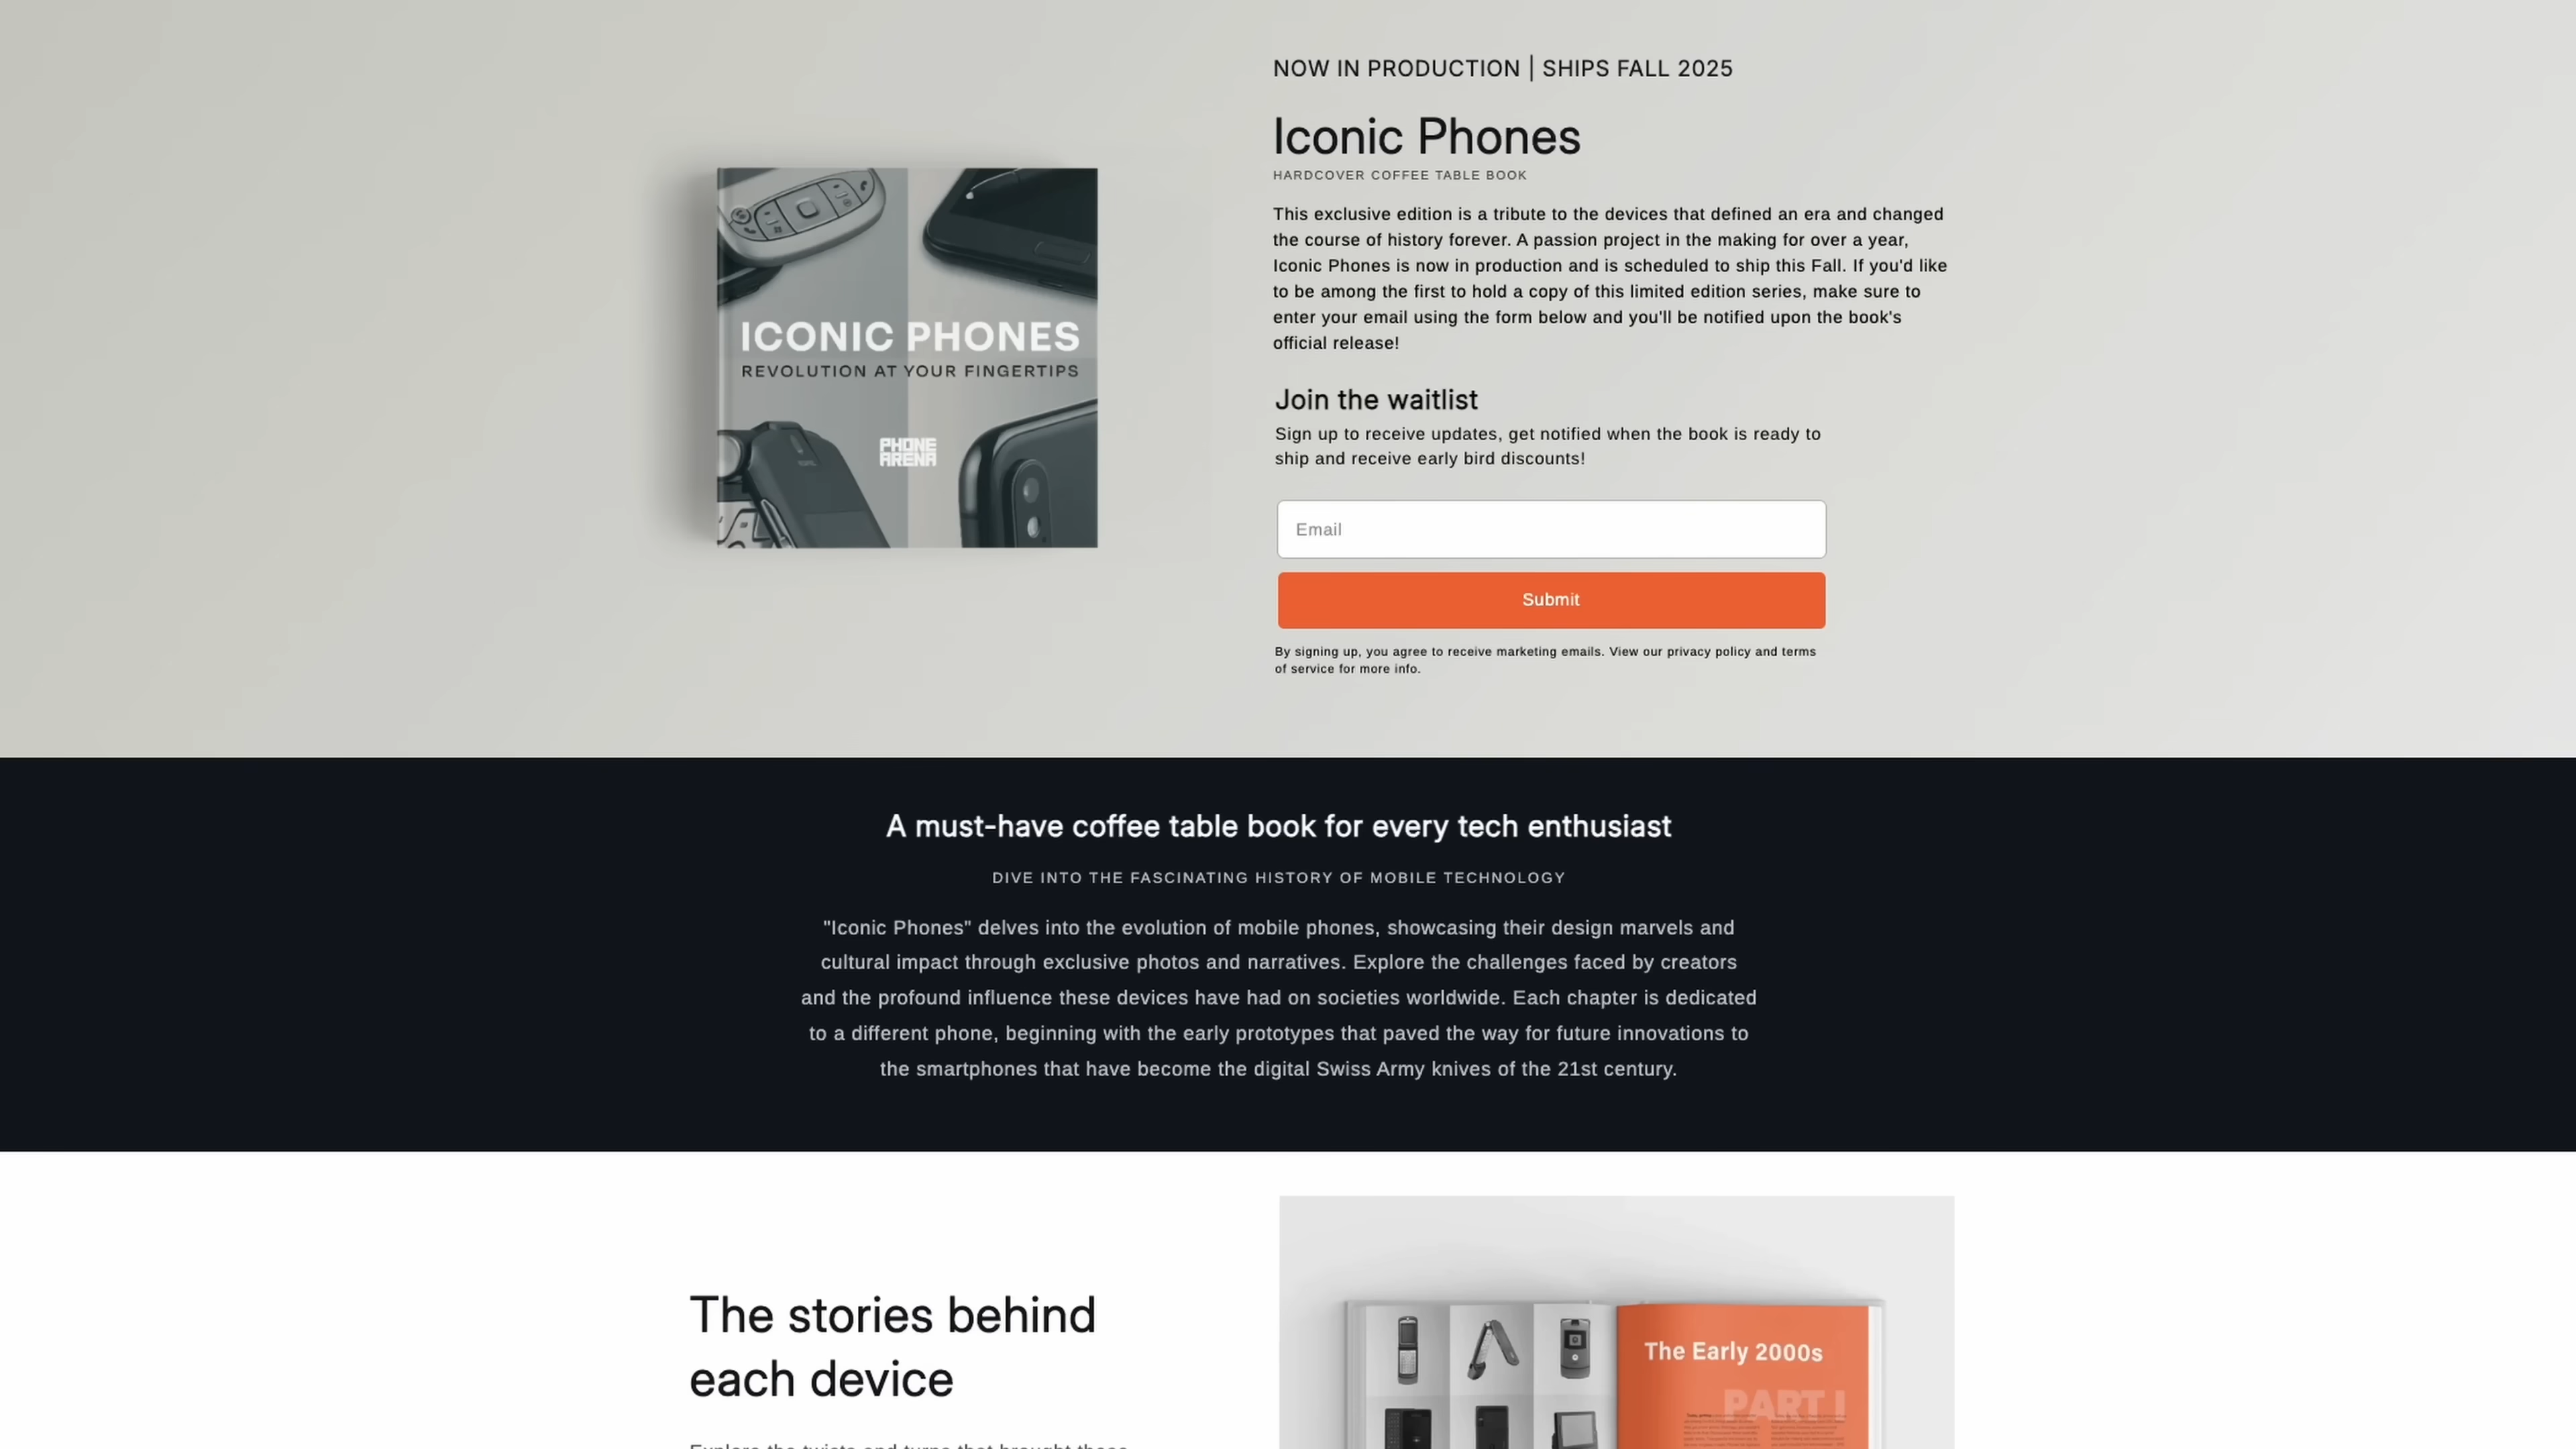 NOW IN PRODUCTION | SHIPS FALL 2025
Iconic Phones
HARDCOVER COFFEE TABLE BOOK
This exclusive edition is a tribute to the devices that defined an era and changed
the course of history forever. A passion project in the making for over a year,
Iconic Phones is now in production and is scheduled to ship this Fall. If you'd like
to be among the first to hold a copy of this limited edition series, make sure to
enter your email using the form below and you'll be notified upon the book's
official release!
ICONIC PHONES
REVOLUTION AT YOUR FINGERTIPS
PHONE
ARENA
Join the waitlist
Sign up to receive updates, get notified when the book is ready to
ship and receive early bird discounts!
Email
Submit
By signing up, you agree to receive marketing emails. View our privacy policy and terms
of service for more info.
A must-have coffee table book for every tech enthusiast
DIVE INTO THE FASCINATING HISTORY OF MOBILE TECHNOLOGY
"Iconic Phones" delves into the evolution of mobile phones, showcasing their design marvels and
cultural impact through exclusive photos and narratives. Explore the challenges faced by creators
and the profound influence these devices have had on societies worldwide. Each chapter is dedicated
to a different phone, beginning with the early prototypes that paved the way for future innovations to
the smartphones that have become the digital Swiss Army knives of the 21st century.
The stories behind
each device
Explore the twists and turns that brought these
The Early 2000s
PART I